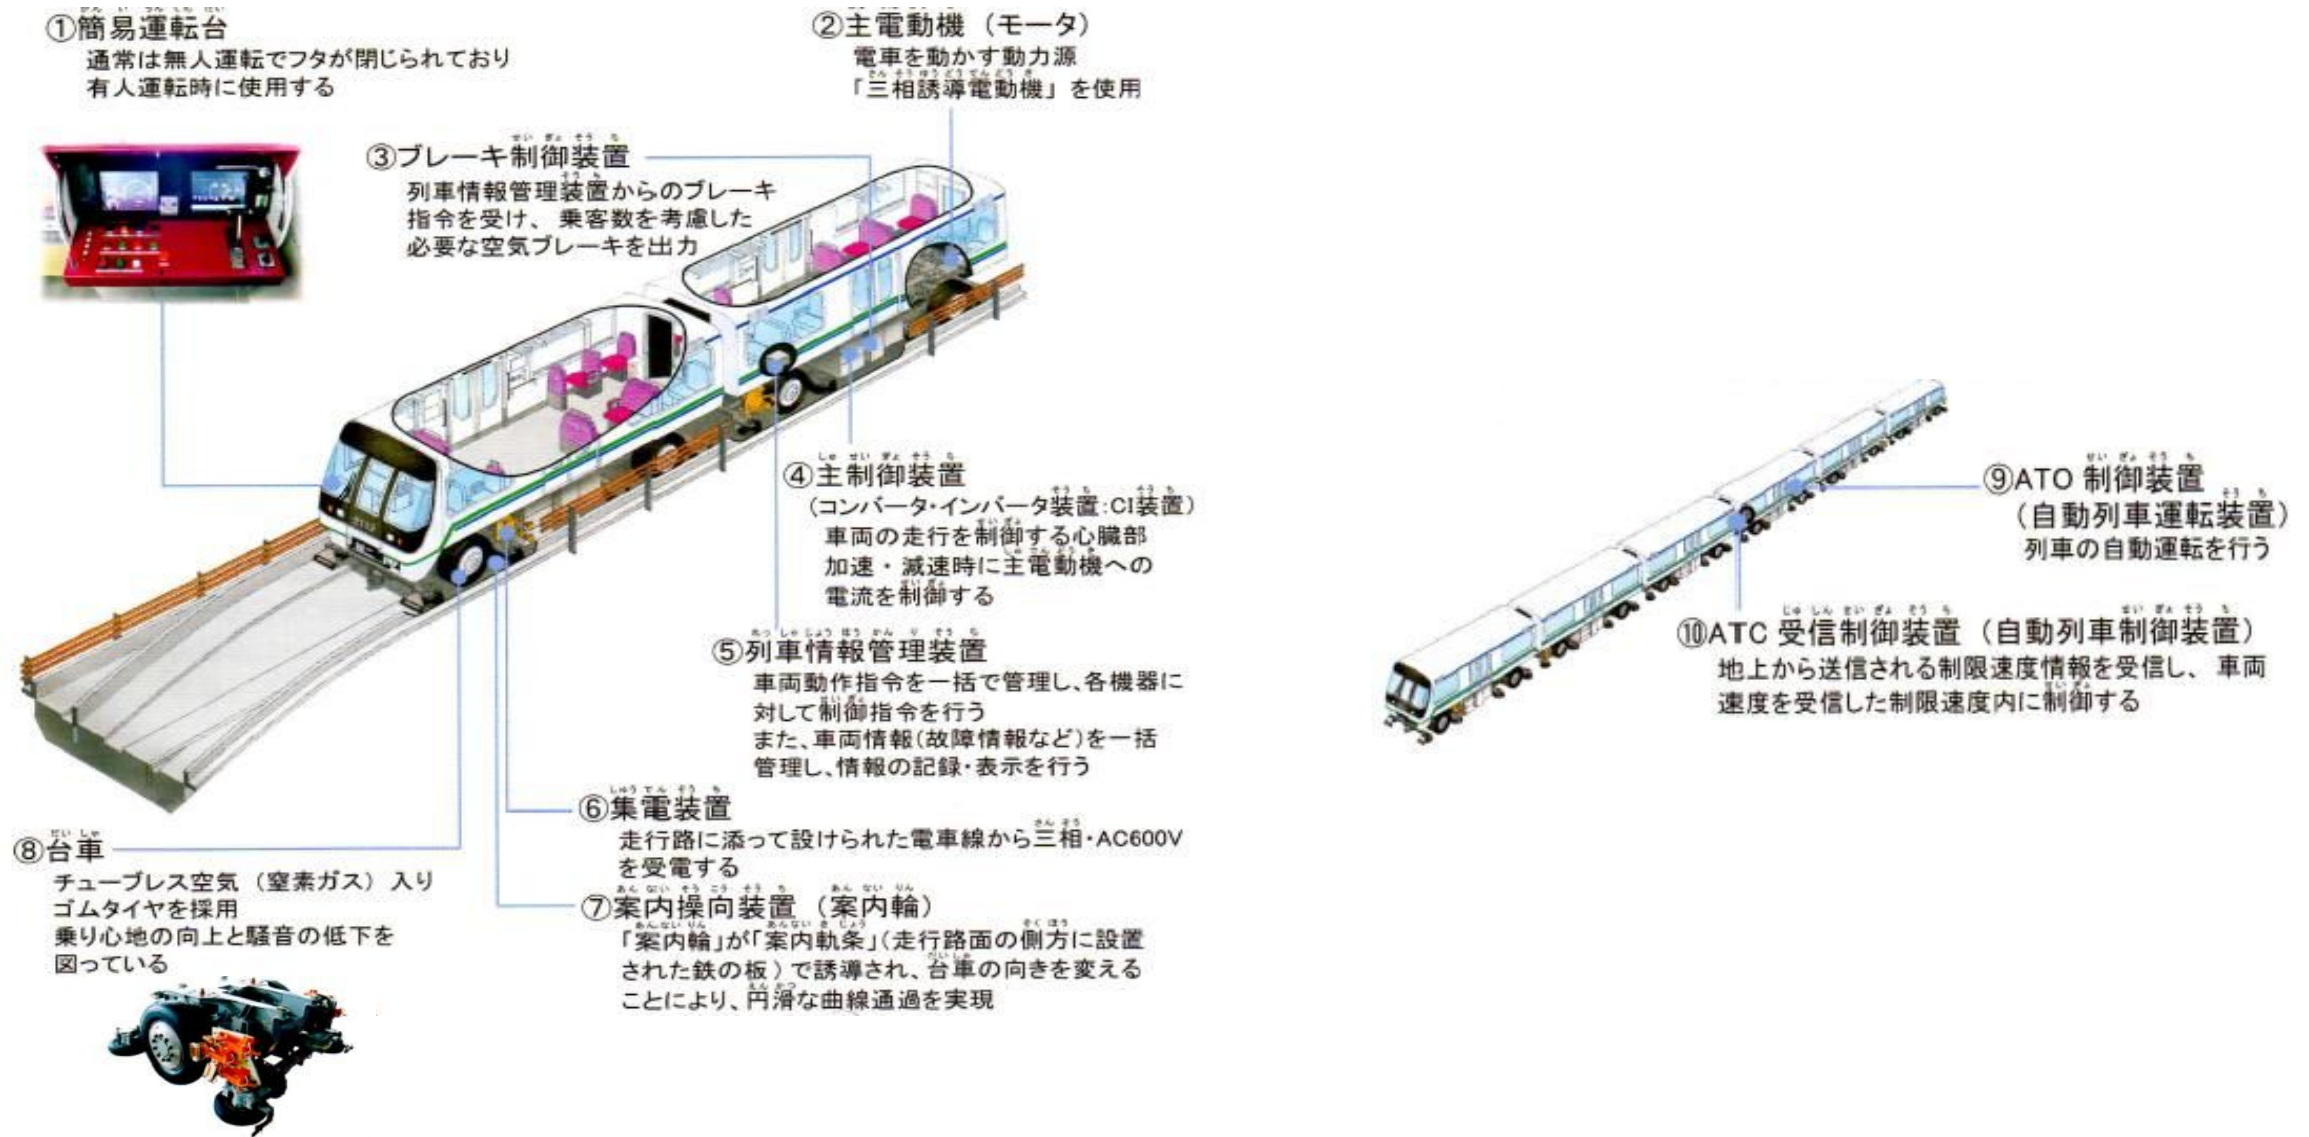 ①簡易運転台
通常は無人運転でフタが閉じられており
有人運転時に使用する
②主電動機（モータ）
電車を動かす動力源
「三相誘導電動機」を使用
③ブレーキ制御装置
列車情報管理装置からのブレーキ
指令を受け、乗客数を考慮した
必要な空気ブレーキを出力
④主制御装置
(コンバータ・インバータ装置:CI装置)
車両の走行を制御する心臓部
加速・減速時に主電動機への
電流を制御する
⑤列車情報管理装置
車両動作指令を一括で管理し、各機器に
対して制御指令を行う
また、車両情報(故障情報など)を一括
管理し、情報の記録・表示を行う
⑥集電装置
走行路に添って設けられた電車線から三相・AC600V
を受電する
⑦案内操向装置（案内輪）
「案内輪」が「案内軌条」(走行路面の側方に設置
された鉄の板)で誘導され、台車の向きを変える
ことにより、円滑な曲線通過を実現
⑧台車
チューブレス空気（窒素ガス）入り
ゴムタイヤを採用
乗り心地の向上と騒音の低下を
図っている
⑨ATO 制御装置
（自動列車運転装置）
列車の自動運転を行う
⑩ATC 受信制御装置（自動列車制御装置）
地上から送信される制限速度情報を受信し、車両
速度を受信した制限速度内に制御する